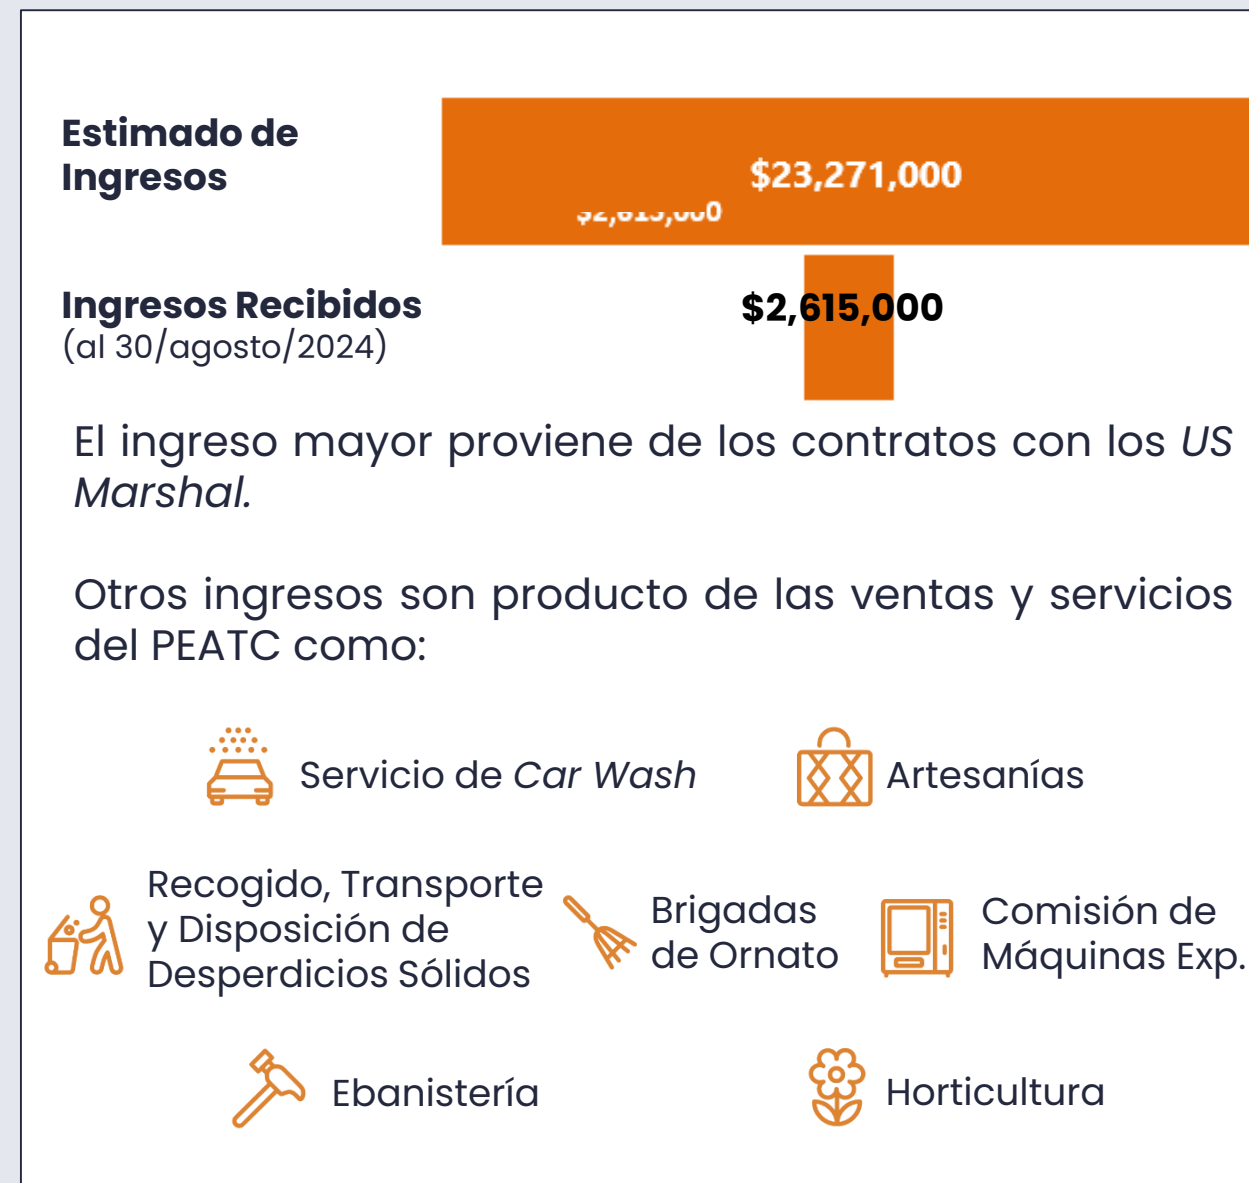 Estimado de
Ingresos
$23,271,000
$2,615,000
Ingresos Recibidos
(al 30/agosto/2024)
$2,615,000
El ingreso mayor proviene de los contratos con los US
Marshal.
Otros ingresos son producto de las ventas y servicios
del PEATC como:
Servicio de Car Wash
Artesanías
Recogido, Transporte
y Disposición de
Desperdicios Sólidos
Brigadas
de Ornato
Comisión de
Máquinas Exp.
Ebanistería
Horticultura